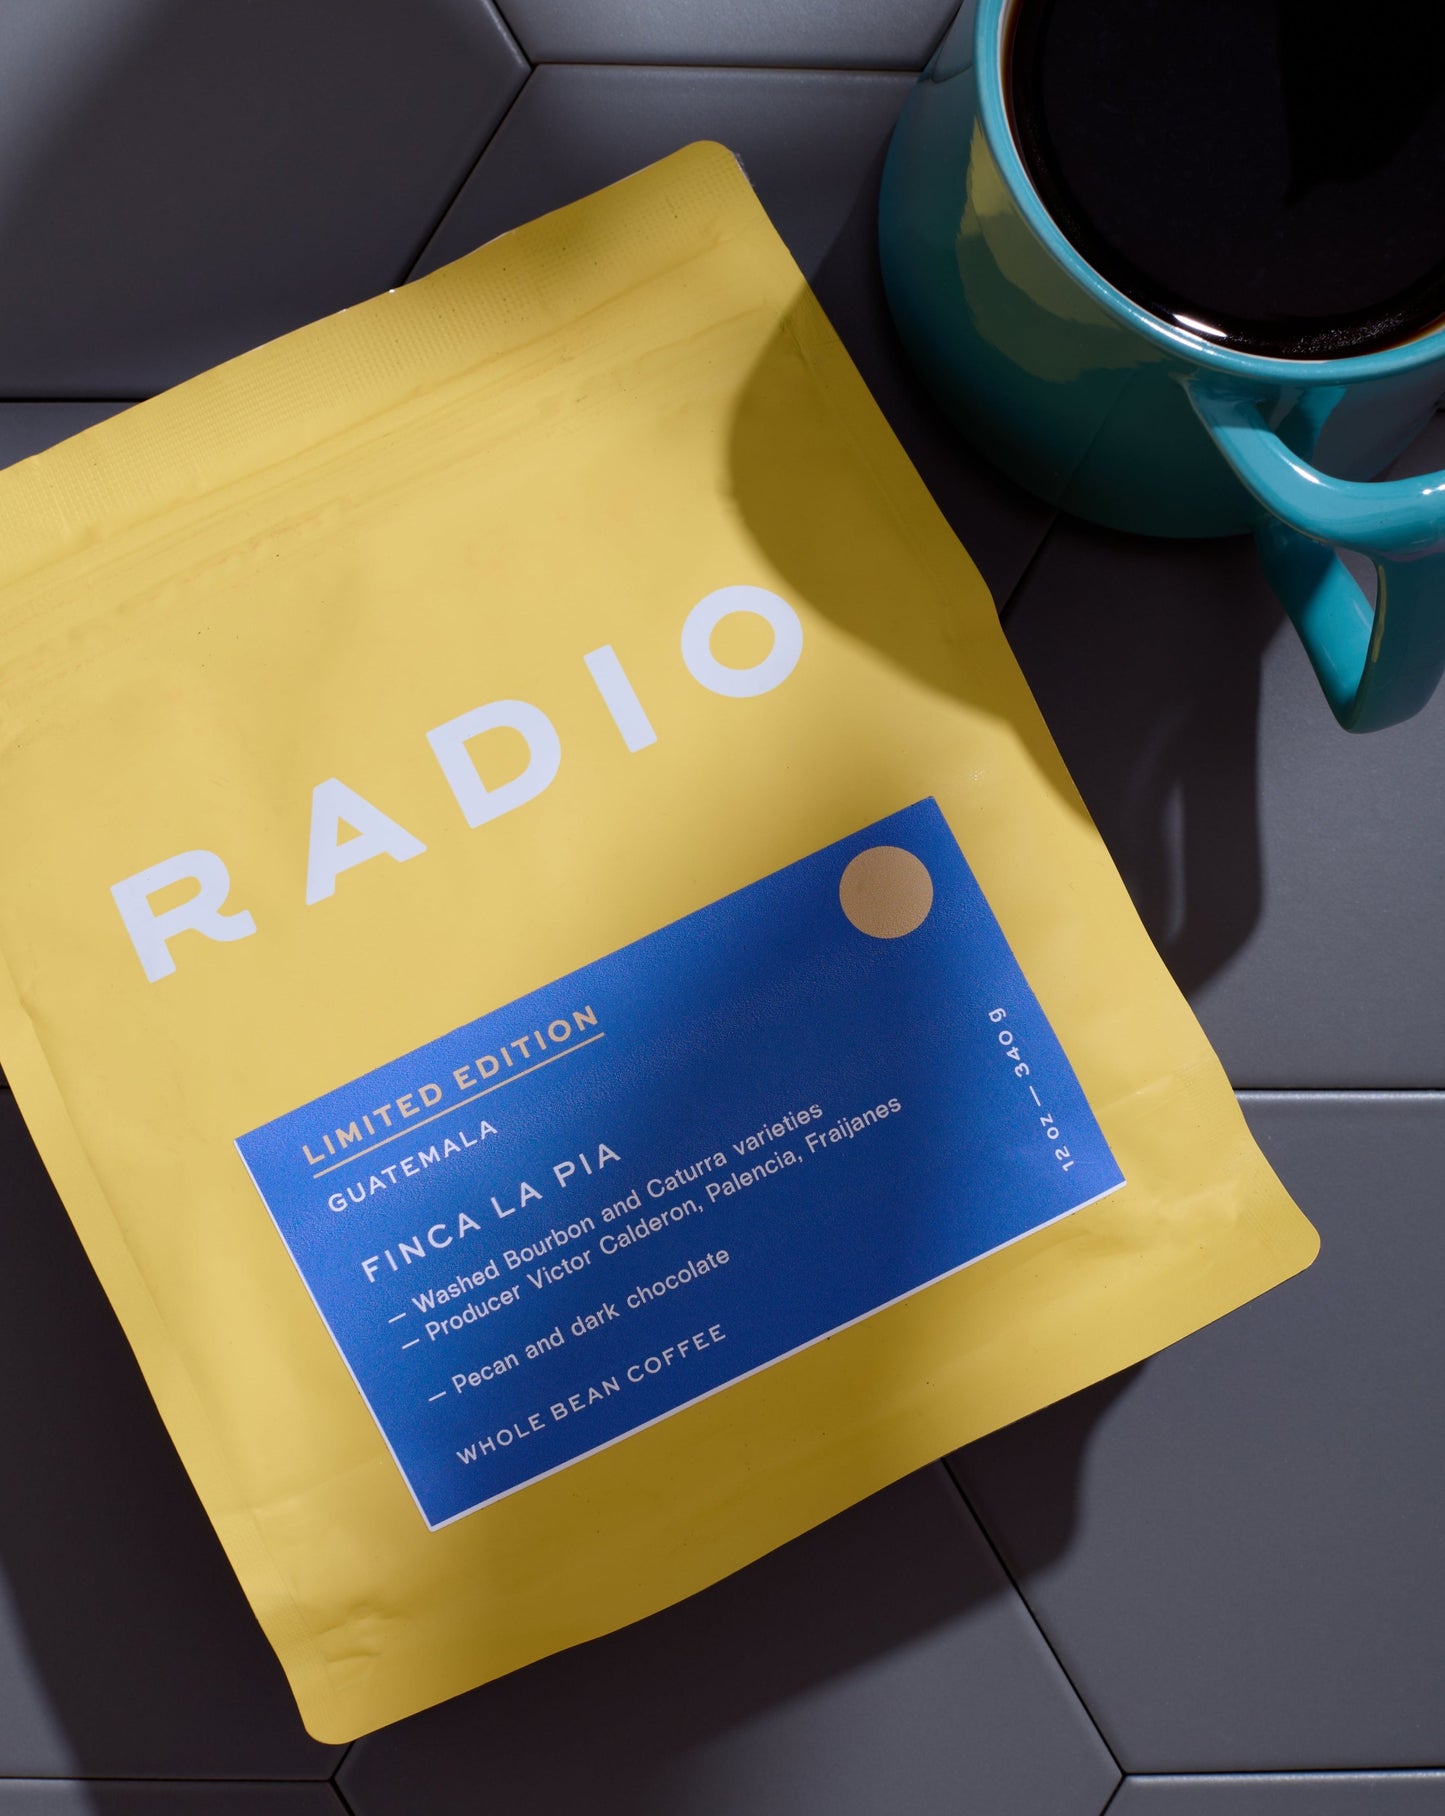 RADIO
LIMITED EDITION
GUATEMALA
FINCA LA PIA
— Washed Bourbon and Caturra varieties
— Producer Victor Calderon, Palencia, Fraijanes
— Pecan and dark chocolate
WHOLE BEAN COFFEE
12 oz — 340g